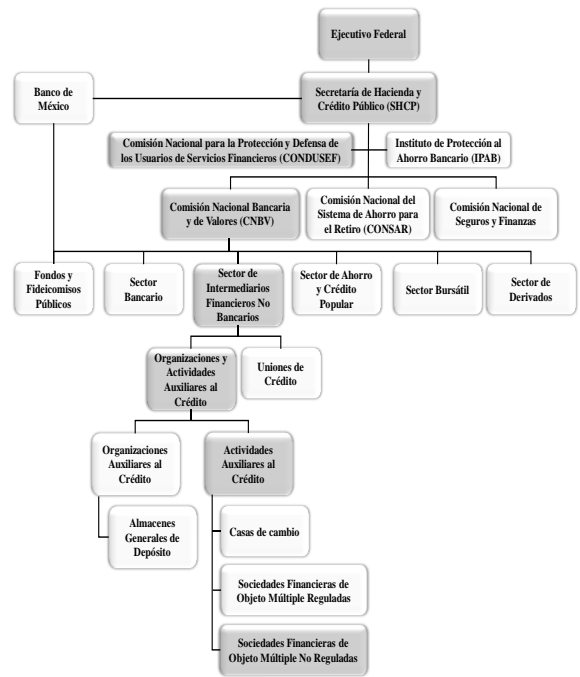 Ejecutivo Federal
Banco de
México
Secretaría de Hacienda y
Crédito Público (SHCP)
Comisión Nacional para la Protección y Defensa de
los Usuarios de Servicios Financieros (CONDUSEF)
Instituto de Protección al
Ahorro Bancario (IPAB)
Comisión Nacional Bancaria
y de Valores (CNBV)
Comisión Nacional del
Sistema de Ahorro para
el Retiro (CONSAR)
Comisión Nacional de
Seguros y Finanzas
Fondos y
Fideicomisos
Públicos
Sector
Bancario
Sector de
Intermediarios
Financieros No
Bancarios
Sector de Ahorro
y Crédito
Popular
Sector Bursátil
Sector de
Derivados
Organizaciones y
Actividades
Auxiliares al
Crédito
Uniones de
Crédito
Organizaciones
Auxiliares al
Crédito
Actividades
Auxiliares al
Crédito
Almacenes
Generales de
Depósito
Casas de cambio
Sociedades Financieras de
Objeto Múltiple Reguladas
Sociedades Financieras de
Objeto Múltiple No Reguladas